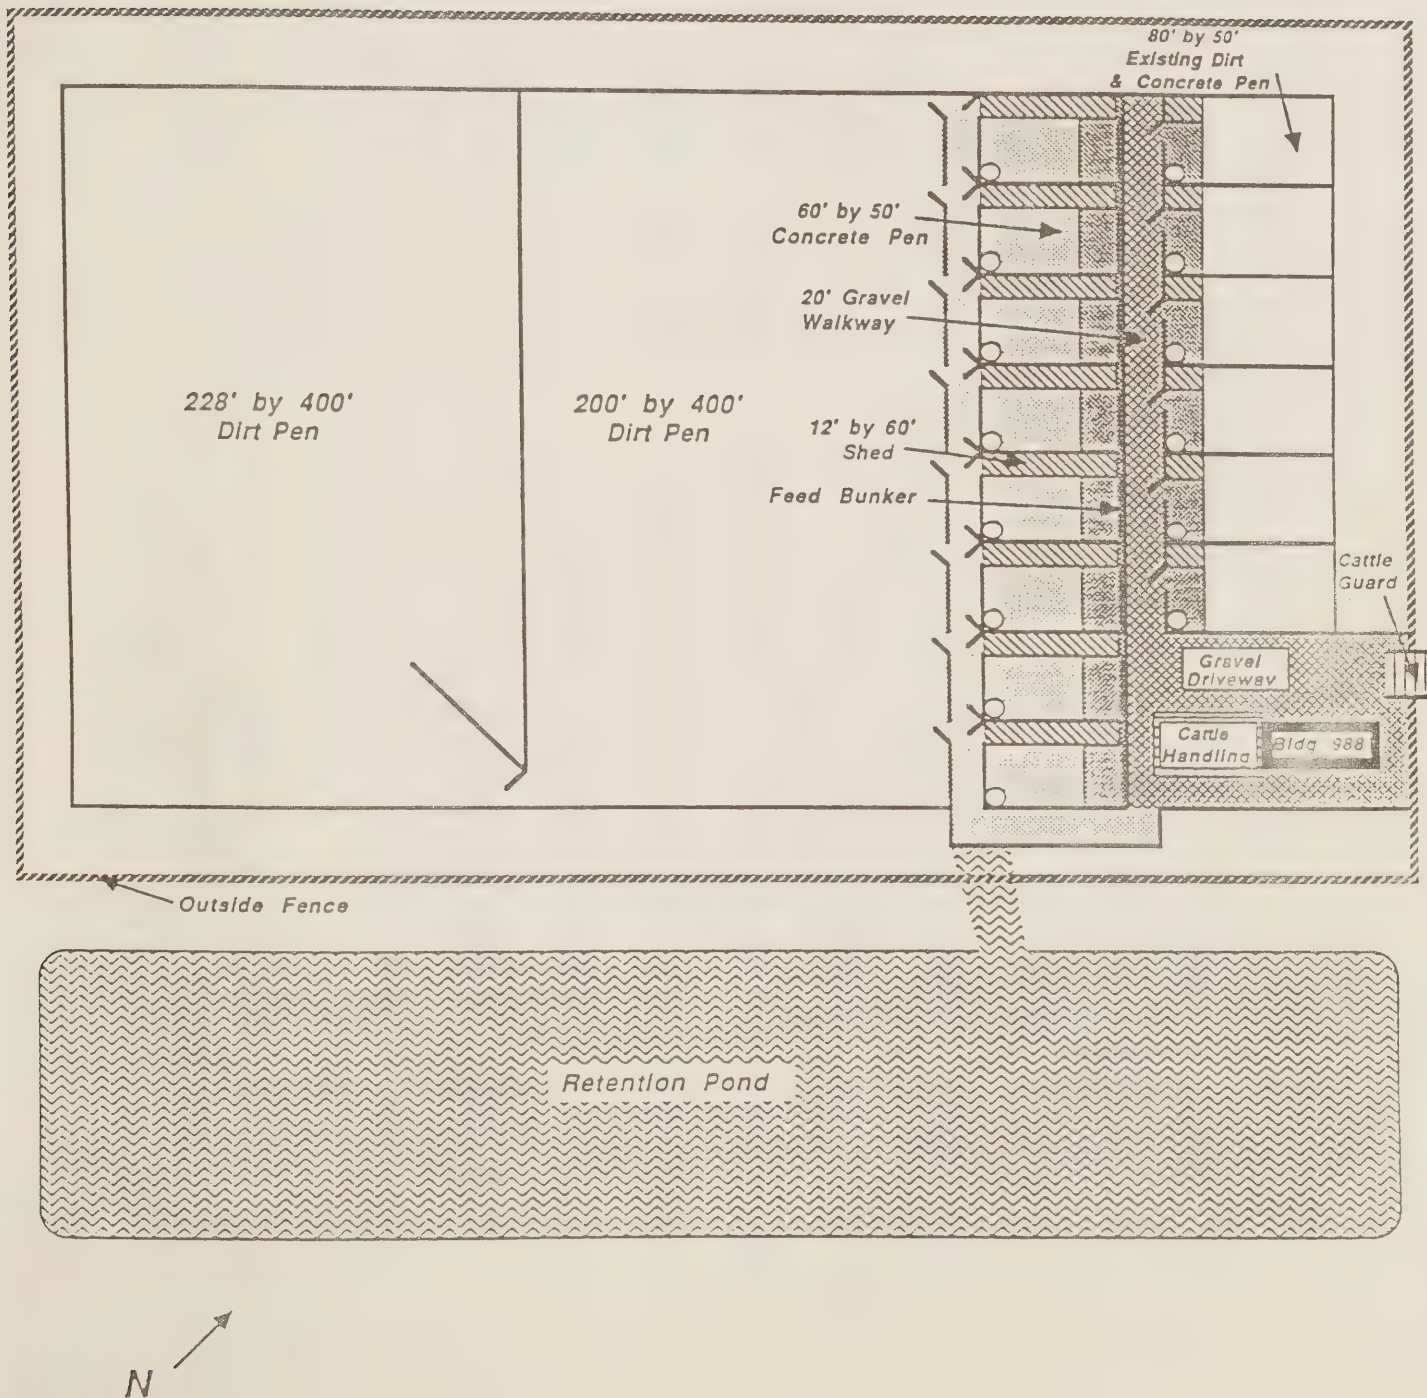 80' by 50'
Existing Dirt
& Concrete Pen
60' by 50'
Concrete Pen
20' Gravel
Walkway
228' by 400'
Dirt Pen
200' by 400'
Dirt Pen
12' by 60'
Shed
Feed Bunker
Cattle
Guard
Gravel
Driveway
Cattle
Handling
Bldg 988
Outside Fence
Retention Pond
N